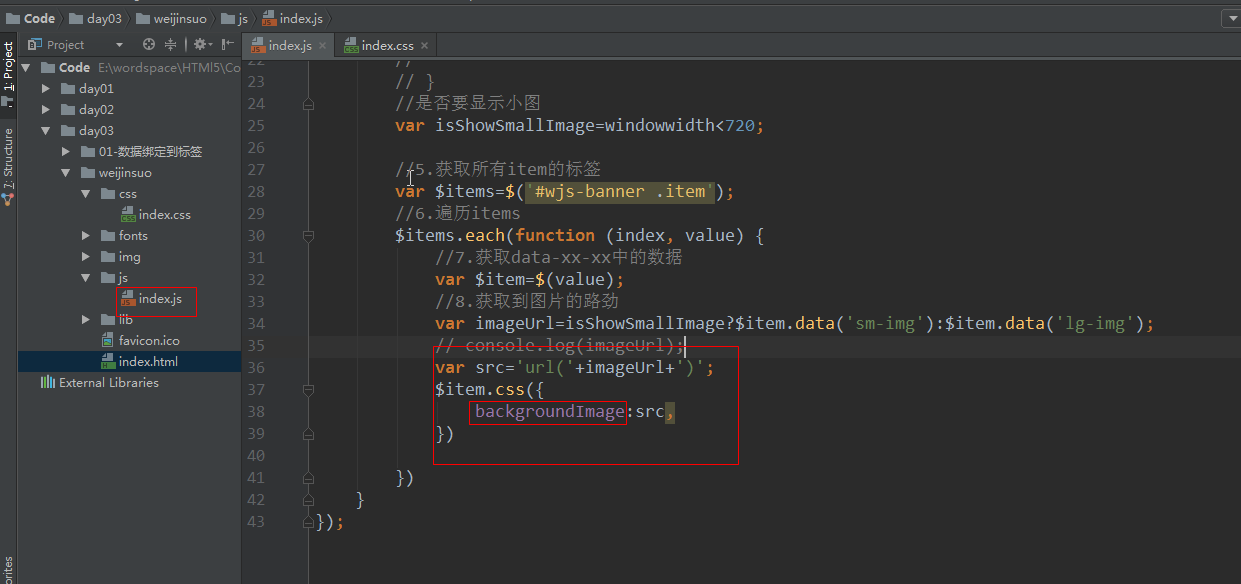 Code
day03
weijinsuo
js
index.js
Project
index.js
index.css
1: Project
7: Structure
Code E:\wordspace\HTMl5\Co
day01
day02
day03
01-数据绑定到标签
weijinsuo
css
index.css
fonts
img
js
index.js
lib
favicon.ico
index.html
External Libraries
22 //
23 // }
24 //是否要显示小图
25 var isShowSmallImage=windowwidth<720;
26
27 //5.获取所有item的标签
28 var $items=$('#wjs-banner .item');
29 //6.遍历items
30 $items.each(function (index, value) {
31 //7.获取data-xx-xx中的数据
32 var $item=$(value);
33 //8.获取到图片的路劲
34 var imageUrl=isShowSmallImage?$item.data('sm-img'):$item.data('lg-img');
35 // console.log(imageUrl);
36 var src='url('+imageUrl+')';
37 $item.css({
38 backgroundImage:src,
39 })
40
41 })
42 }
43 });